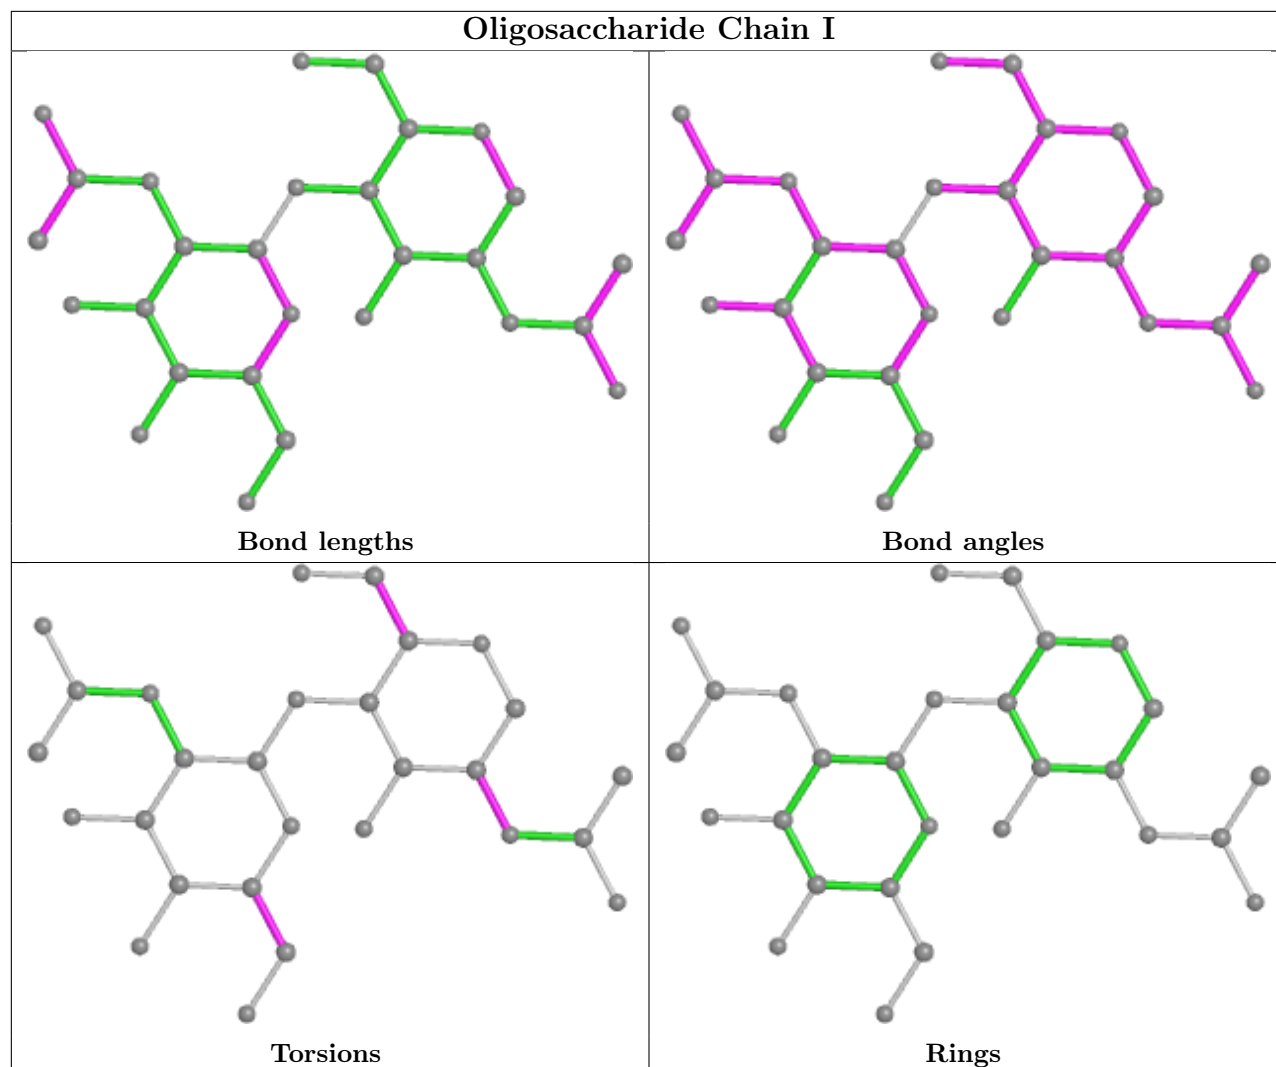 Oligosaccharide Chain I
Bond lengths
Bond angles
Torsions
Rings